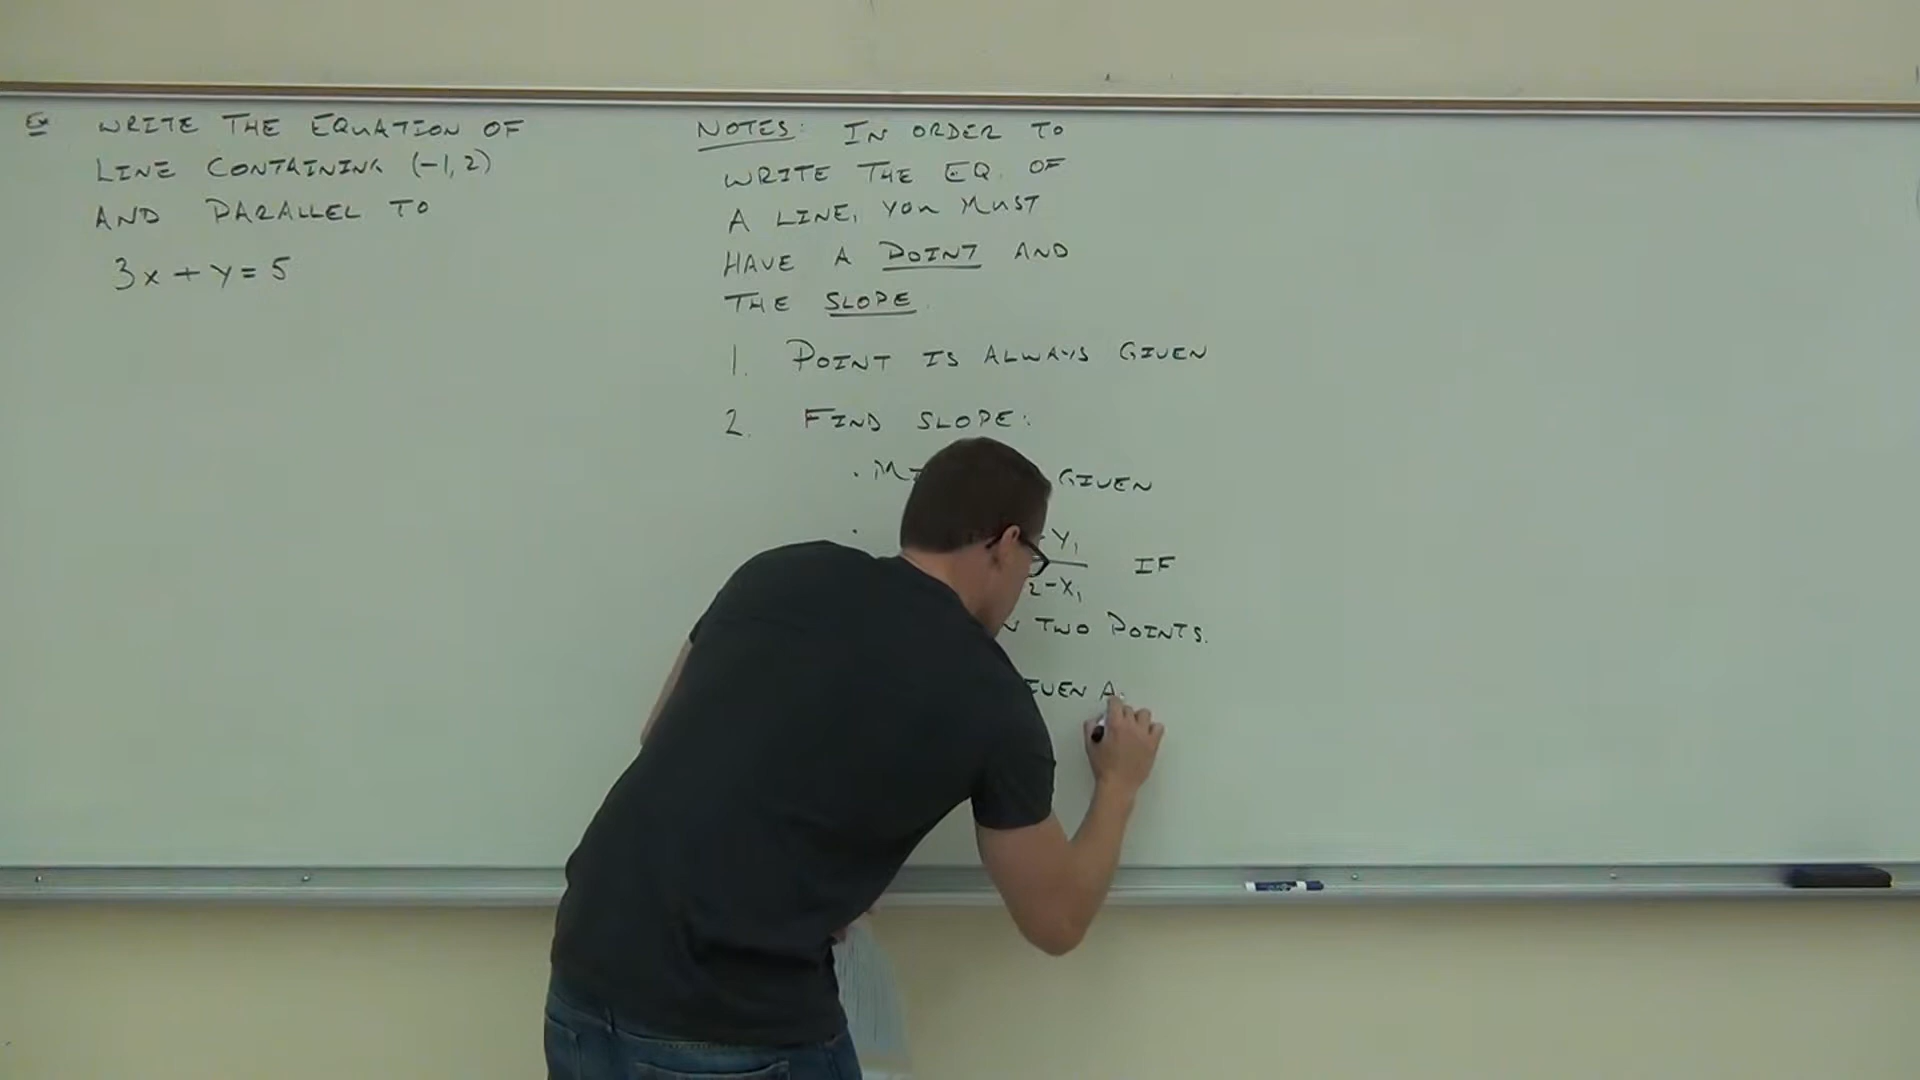 Ex WRITE THE EQUATION OF
LINE CONTAINING (-1,2)
AND PARALLEL TO
3x + y = 5
NOTES: IN ORDER TO
WRITE THE EQ. OF
A LINE, YOU MUST
HAVE A POINT AND
THE SLOPE.
1. POINT IS ALWAYS GIVEN
2. FIND SLOPE:
· GIVEN
· - Y₁ IF
2 - X₁
TWO POINTS.
A